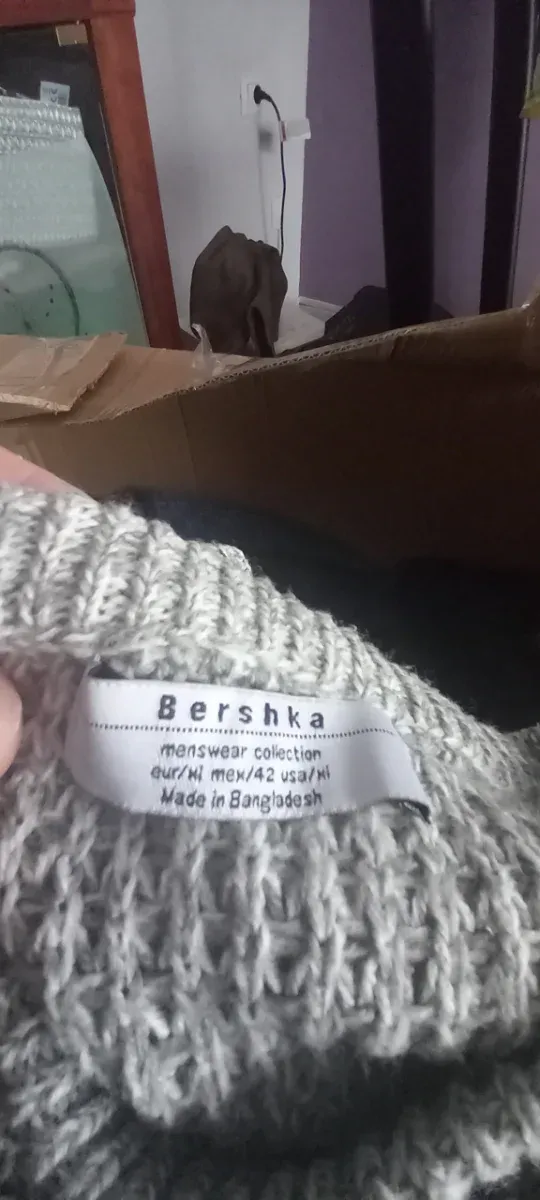 Bershka
menswear collection
eur/xl mex/42 usa/xl
Made in Bangladesh